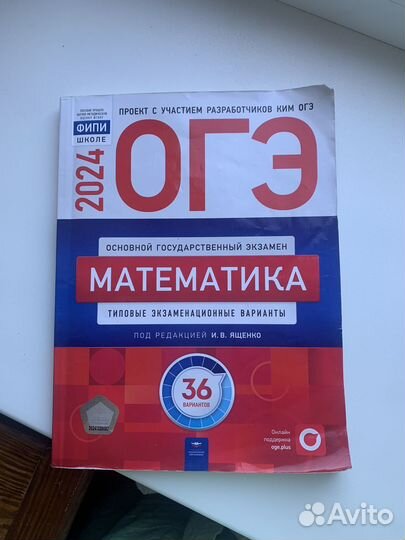 ПРОЕКТ С УЧАСТИЕМ РАЗРАБОТЧИКОВ КИМ ОГЭ
ФИПИ
ШКОЛЕ
2024
ОГЭ
ОСНОВНОЙ ГОСУДАРСТВЕННЫЙ ЭКЗАМЕН
МАТЕМАТИКА
ТИПОВЫЕ ЭКЗАМЕНАЦИОННЫЕ ВАРИАНТЫ
ПОД РЕДАКЦИЕЙ И. В. ЯЩЕНКО
36
ВАРИАНТОВ
Онлайн
поддержка
oge.plus
Avito